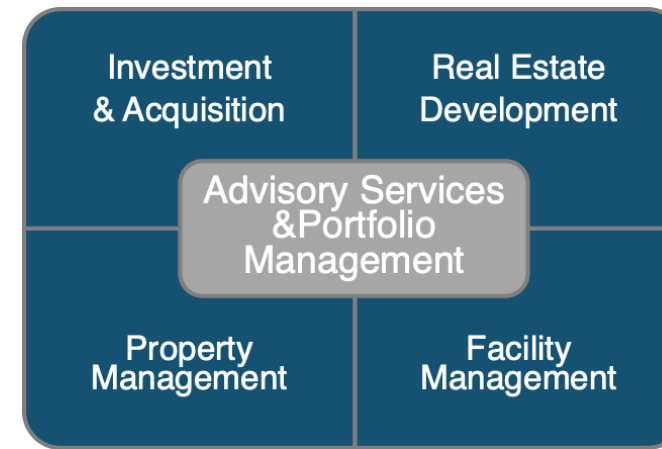 Investment
& Acquisition
Real Estate
Development
Advisory Services
&Portfolio
Management
Property
Management
Facility
Management